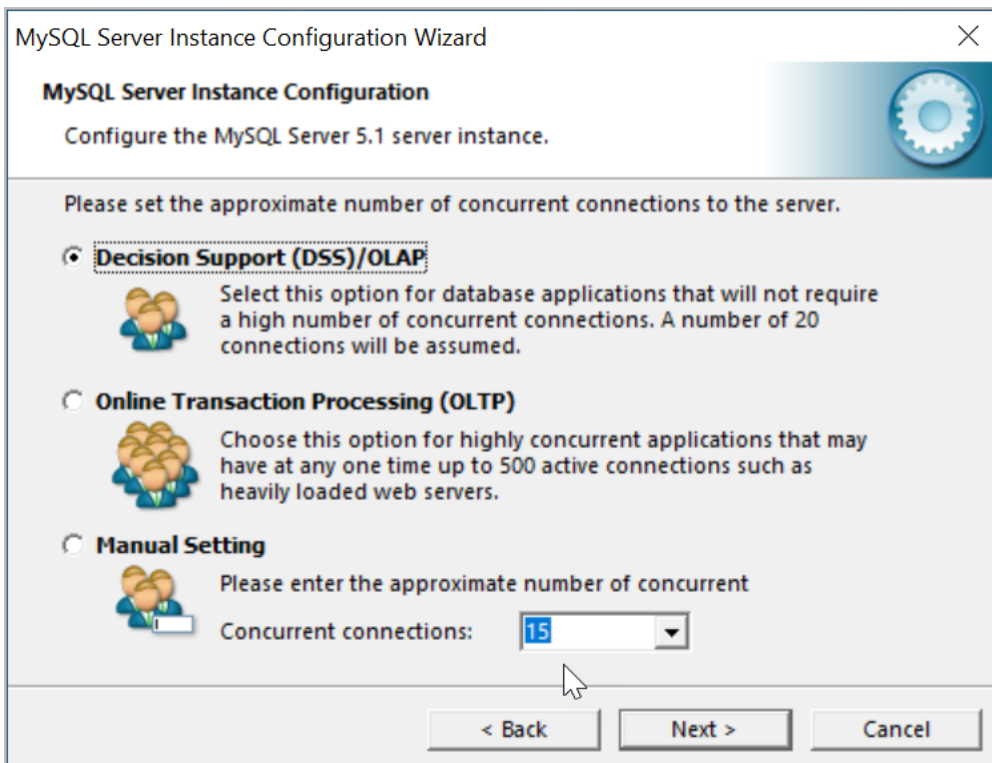 MySQL Server Instance Configuration Wizard
MySQL Server Instance Configuration
Configure the MySQL Server 5.1 server instance.
Please set the approximate number of concurrent connections to the server.
Decision Support (DSS)/OLAP
Select this option for database applications that will not require
a high number of concurrent connections. A number of 20
connections will be assumed.
Online Transaction Processing (OLTP)
Choose this option for highly concurrent applications that may
have at any one time up to 500 active connections such as
heavily loaded web servers.
Manual Setting
Please enter the approximate number of concurrent
Concurrent connections: 15
< Back Next > Cancel